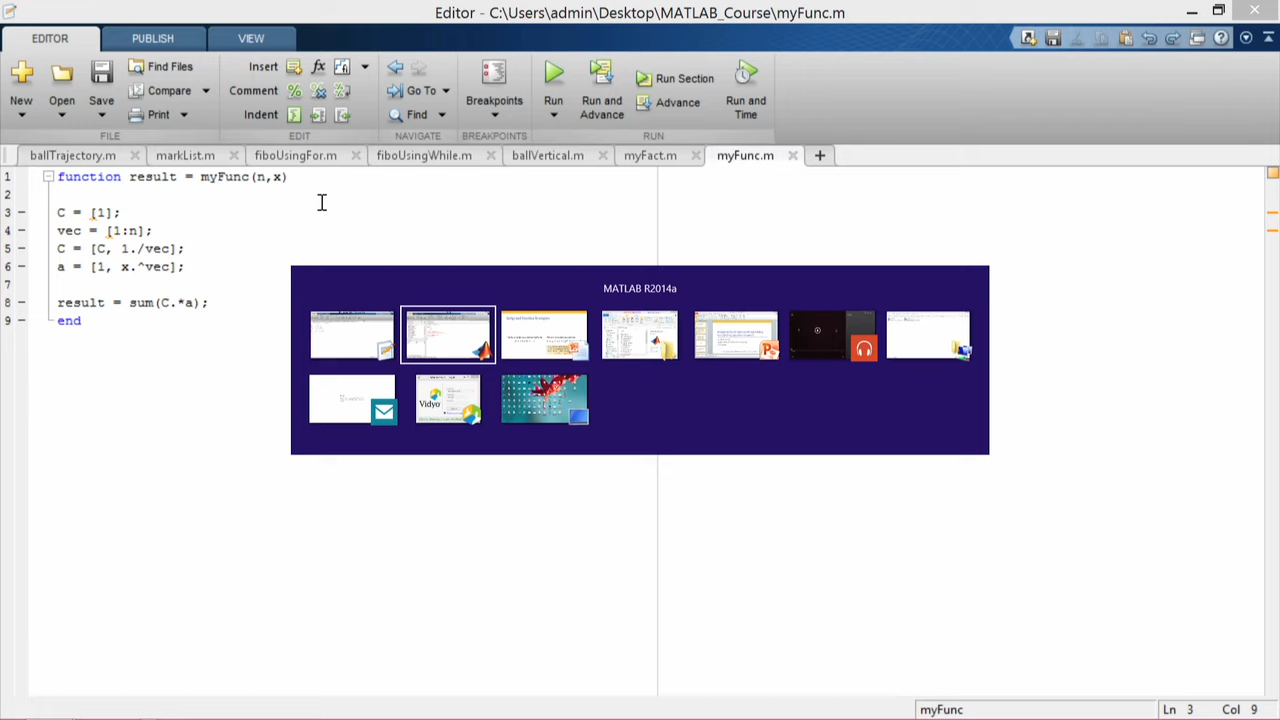 Editor - C:\Users\admin\Desktop\MATLAB_Course\myFunc.m
EDITOR PUBLISH VIEW
New Open Save Find Files Compare Print
FILE
Insert fx
Comment
Indent
EDIT
Go To
Find
NAVIGATE
Breakpoints
BREAKPOINTS
Run Run and Advance Run Section Advance Run and Time
RUN
ballTrajectory.m markList.m fiboUsingFor.m fiboUsingWhile.m ballVertical.m myFact.m myFunc.m
1 function result = myFunc(n,x)
2
3 C = [1];
4 vec = [1:n];
5 C = [C, 1./vec];
6 a = [1, x.^vec];
7
8 result = sum(C.*a);
9 end
MATLAB R2014a
Vidyo
myFunc Ln 3 Col 9